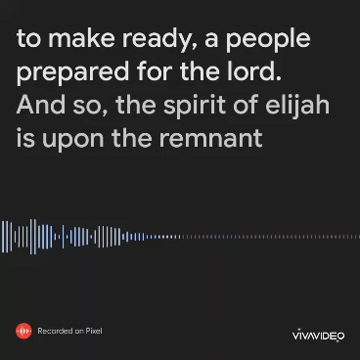 to make ready, a people
prepared for the lord.
And so, the spirit of elijah
is upon the remnant
Recorded on Pixel
VIVAVIDEO